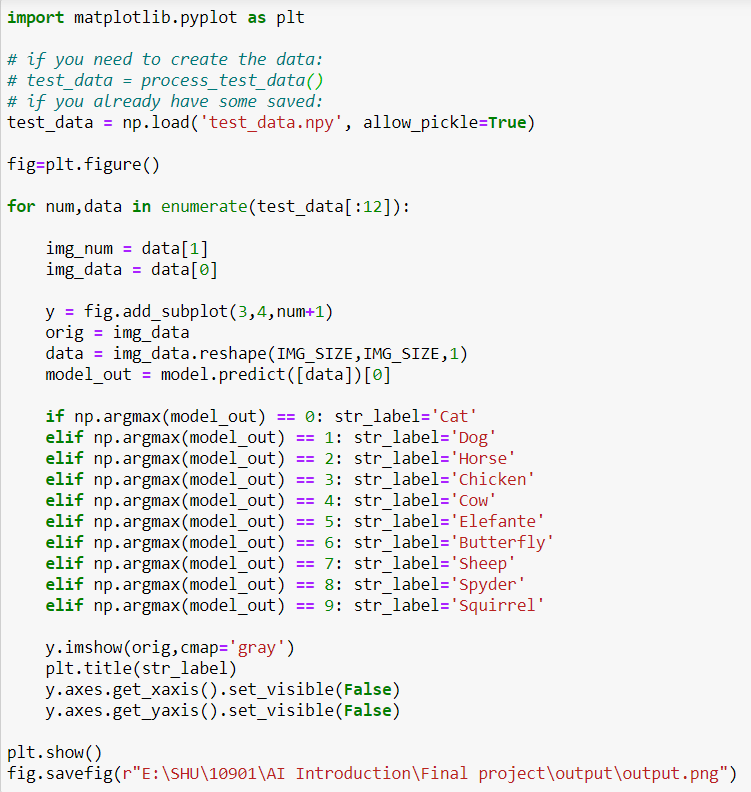 import matplotlib.pyplot as plt

# if you need to create the data:
# test_data = process_test_data()
# if you already have some saved:
test_data = np.load('test_data.npy', allow_pickle=True)

fig=plt.figure()

for num,data in enumerate(test_data[:12]):

    img_num = data[1]
    img_data = data[0]

    y = fig.add_subplot(3,4,num+1)
    orig = img_data
    data = img_data.reshape(IMG_SIZE,IMG_SIZE,1)
    model_out = model.predict([data])[0]

    if np.argmax(model_out) == 0: str_label='Cat'
    elif np.argmax(model_out) == 1: str_label='Dog'
    elif np.argmax(model_out) == 2: str_label='Horse'
    elif np.argmax(model_out) == 3: str_label='Chicken'
    elif np.argmax(model_out) == 4: str_label='Cow'
    elif np.argmax(model_out) == 5: str_label='Elefante'
    elif np.argmax(model_out) == 6: str_label='Butterfly'
    elif np.argmax(model_out) == 7: str_label='Sheep'
    elif np.argmax(model_out) == 8: str_label='Spyder'
    elif np.argmax(model_out) == 9: str_label='Squirrel'

    y.imshow(orig,cmap='gray')
    plt.title(str_label)
    y.axes.get_xaxis().set_visible(False)
    y.axes.get_yaxis().set_visible(False)

plt.show()
fig.savefig(r"E:\SHU\10901\AI Introduction\Final project\output\output.png")